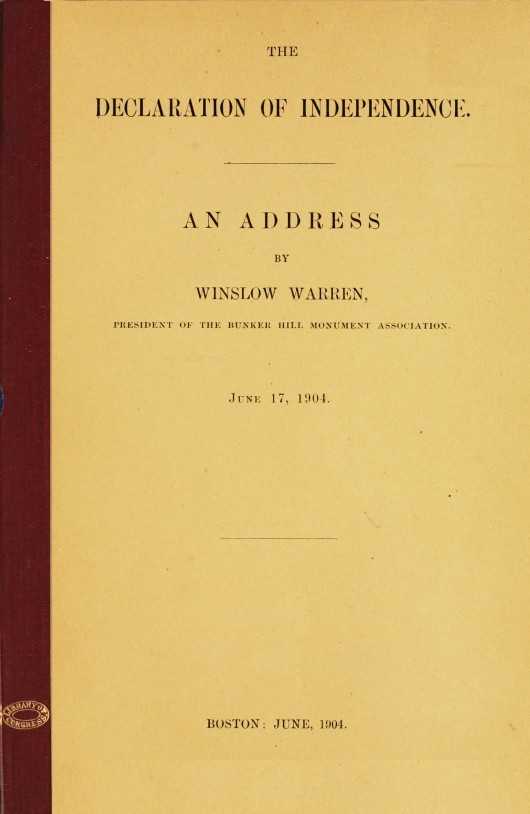 THE
DECLARATION OF INDEPENDENCE.
AN ADDRESS
BY
WINSLOW WARREN,
PRESIDENT OF THE BUNKER HILL MONUMENT ASSOCIATION.
JUNE 17, 1904.
LIBRARY OF
CONGRESS
BOSTON: JUNE, 1904.